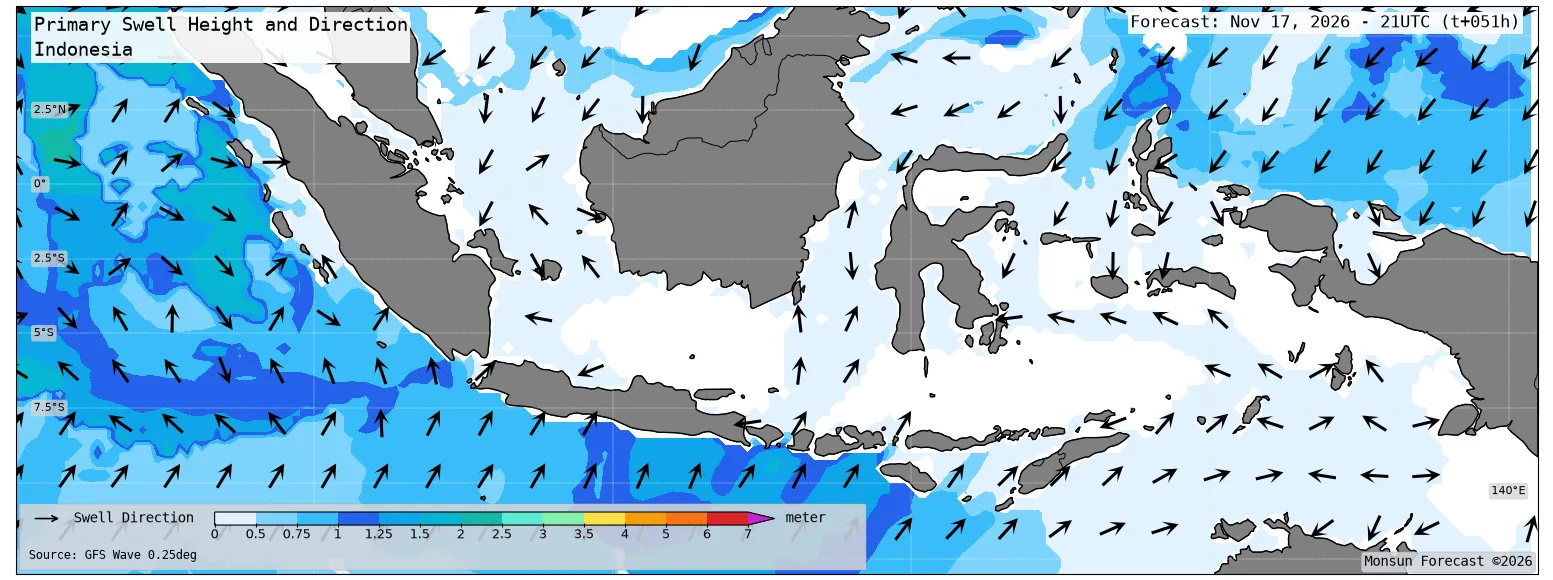 Primary Swell Height and Direction
Indonesia
Forecast: Nov 17, 2026 - 21UTC (t+051h)
2.5°N
0°
2.5°S
5°S
7.5°S
140°E
Swell Direction
0 0.5 0.75 1 1.25 1.5 2 2.5 3 3.5 4 5 6 7
meter
Source: GFS Wave 0.25deg
Monsun Forecast ©2026